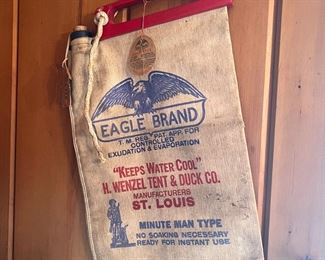 EAGLE BRAND
T. M. REG. PAT. APP. FOR
CONTROLLED
EXUDATION & EVAPORATION
"KEEPS WATER COOL"
H. WENZEL TENT & DUCK CO.
MANUFACTURERS
ST. LOUIS
MINUTE MAN TYPE
NO SOAKING NECESSARY
READY FOR INSTANT USE